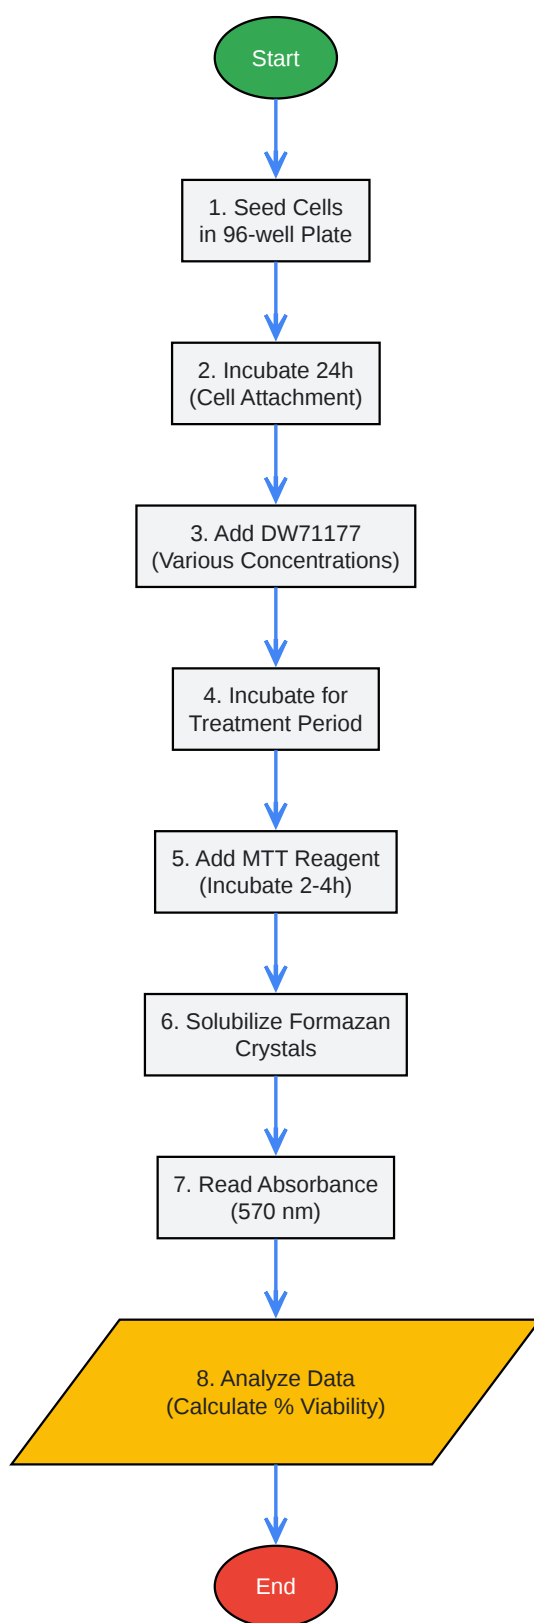 Start
1. Seed Cells
in 96-well Plate
2. Incubate 24h
(Cell Attachment)
3. Add DW71177
(Various Concentrations)
4. Incubate for
Treatment Period
5. Add MTT Reagent
(Incubate 2-4h)
6. Solubilize Formazan
Crystals
7. Read Absorbance
(570 nm)
8. Analyze Data
(Calculate % Viability)
End